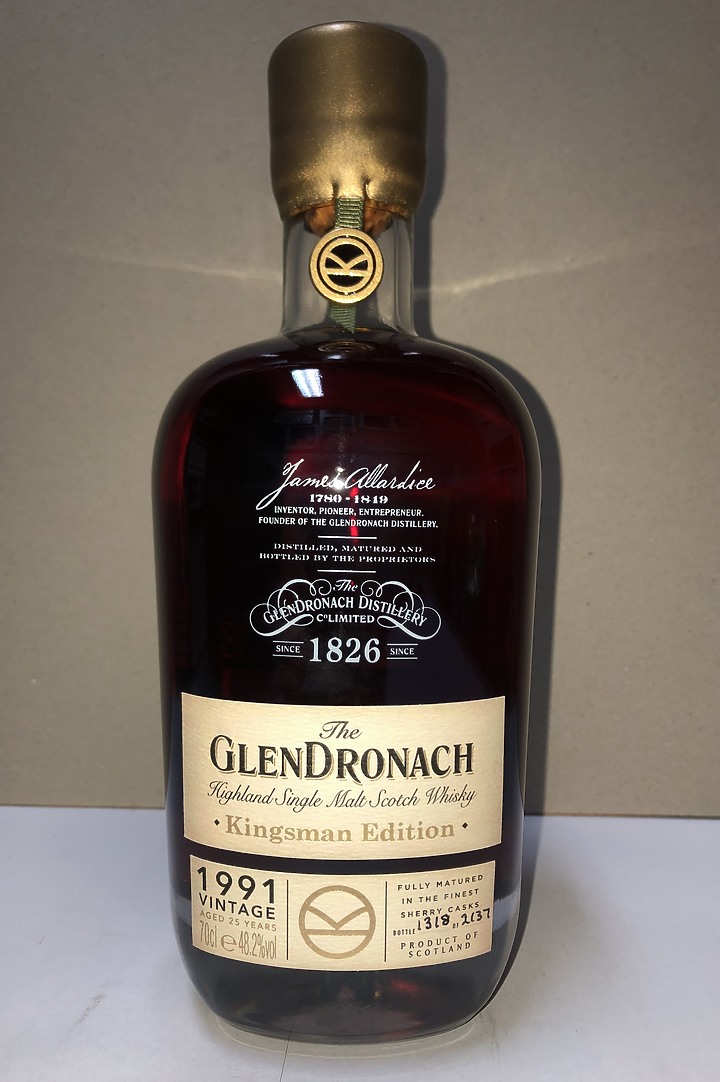 James Allardice
1780 - 1849
INVENTOR, PIONEER, ENTREPRENEUR.
FOUNDER OF THE GLENDRONACH DISTILLERY.
DISTILLED, MATURED AND
BOTTLED BY THE PROPRIETORS
The
GLENDRONACH DISTILLERY
Co LIMITED
SINCE 1826 SINCE
The
GLENDRONACH
Highland Single Malt Scotch Whisky
· Kingsman Edition ·
1991
VINTAGE
AGED 25 YEARS
70cl e 48.2%vol
FULLY MATURED
IN THE FINEST
SHERRY CASKS
BOTTLE 1318 OF 2137
PRODUCT OF
SCOTLAND